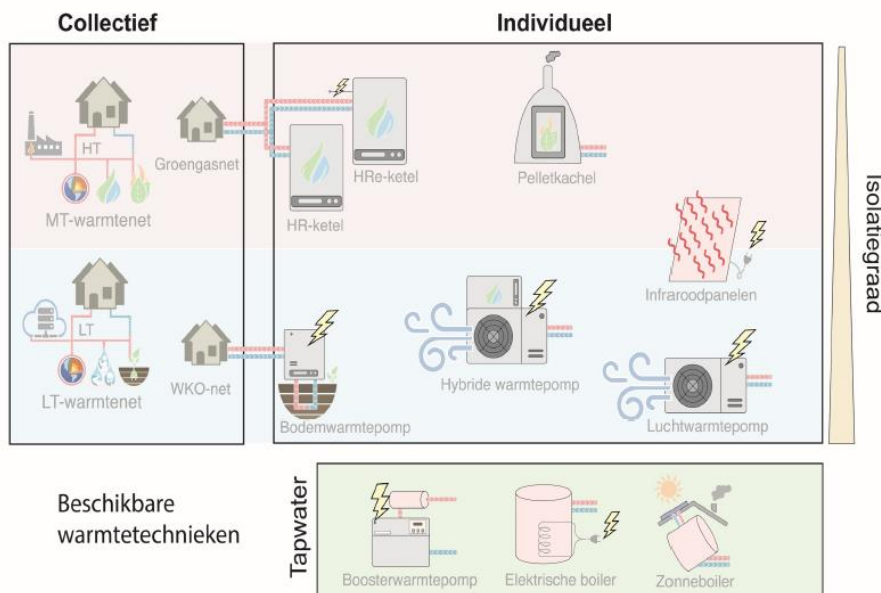 Collectief
Individueel
HT
MT-warmtenet
Groengasnet
HR-ketel
HRe-ketel
Pelletkachel
Infraroodpanelen
LT
LT-warmtenet
WKO-net
Bodemwarmtepomp
Hybride warmtepomp
Luchtwarmtepomp
Isolatiegraad
Beschikbare
warmtetechnieken
Tapwater
Boosterwarmtepomp
Elektrische boiler
Zonneboiler